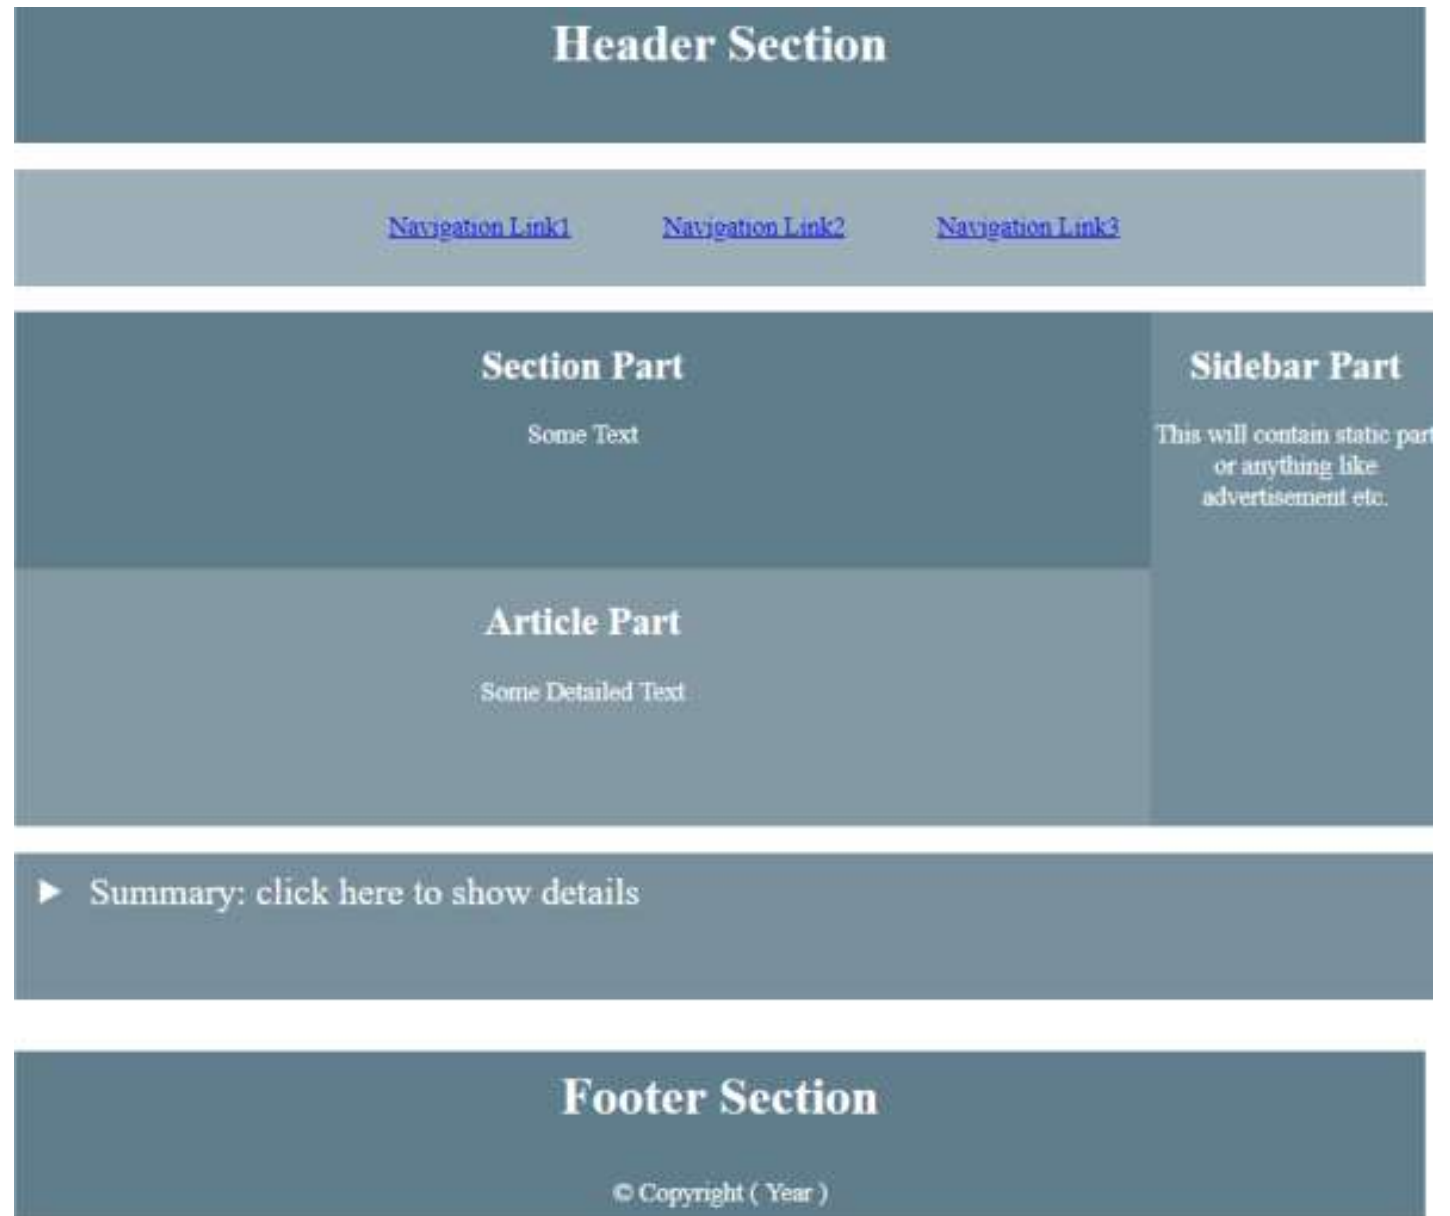 Header Section
Navigation Link1 Navigation Link2 Navigation Link3
Section Part
Some Text
Sidebar Part
This will contain static part
or anything like
advertisement etc.
Article Part
Some Detailed Text
Summary: click here to show details
Footer Section
© Copyright ( Year )